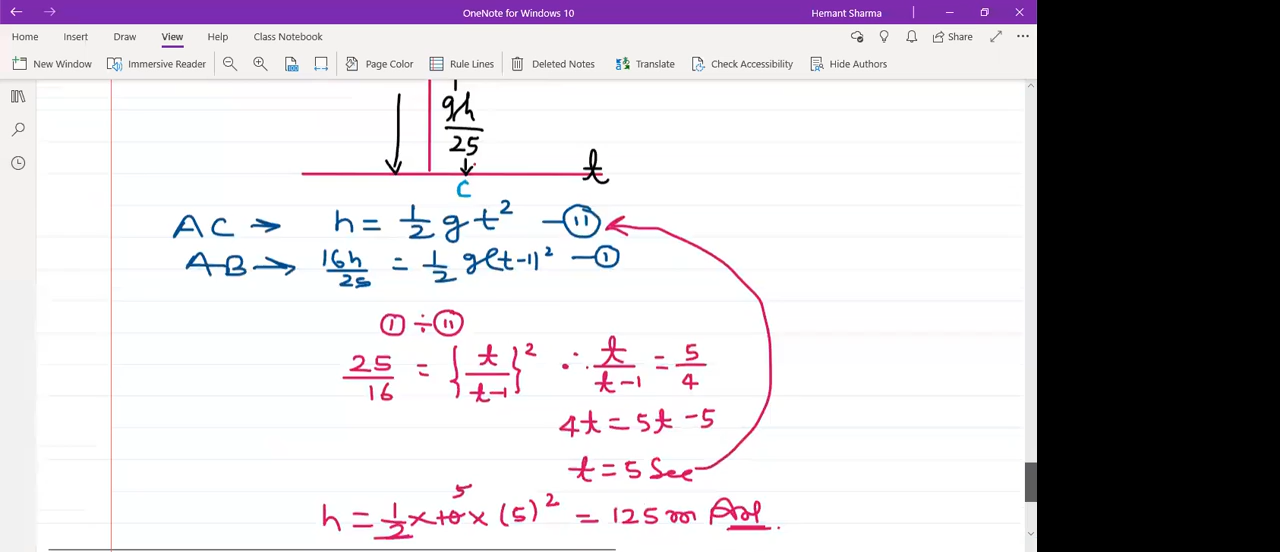 OneNote for Windows 10
Hemant Sharma
Home Insert Draw View Help Class Notebook
Share
New Window Immersive Reader Page Color Rule Lines Deleted Notes Translate Check Accessibility Hide Authors
9h/25
t
C
AC → h = 1/2 g t² — (II)
AB → 16h/25 = 1/2 g(t-1)² — (I)
(I) ÷ (II)
25/16 = {t/t-1}² ∴ t/t-1 = 5/4
4t = 5t - 5
t = 5 Sec
5
h = 1/2 × 10 × (5)² = 125 m Ans.